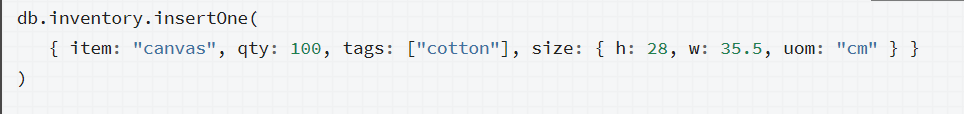 db.inventory.insertOne(
{ item: "canvas", qty: 100, tags: ["cotton"], size: { h: 28, w: 35.5, uom: "cm" } }
)